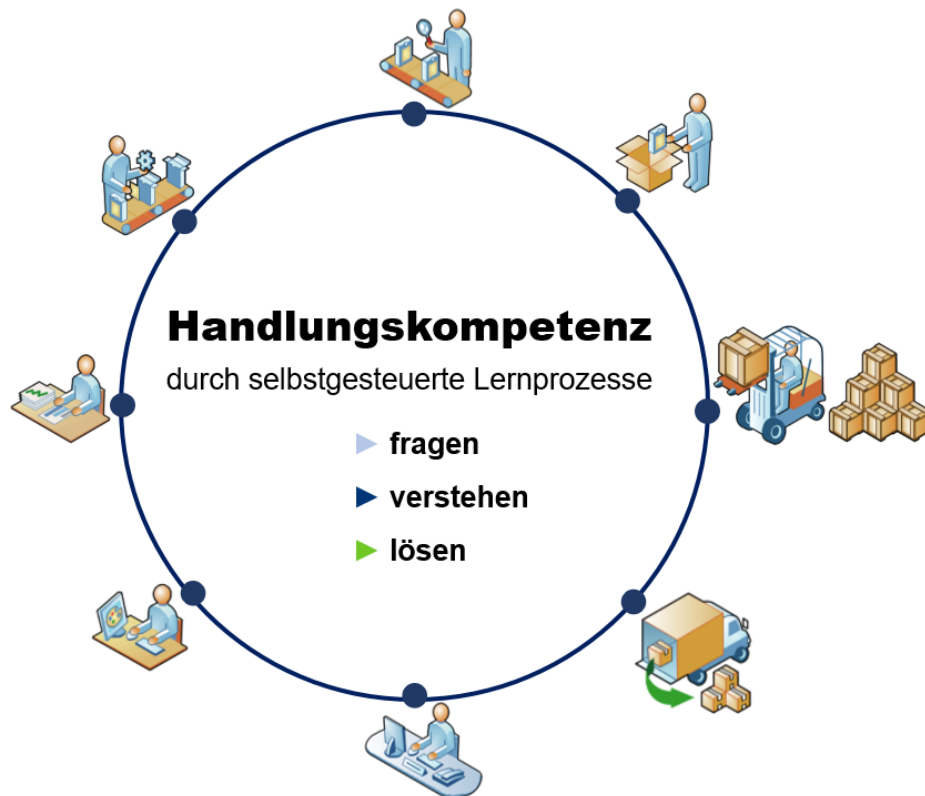 Handlungskompetenz
durch selbstgesteuerte Lernprozesse
fragen
verstehen
lösen